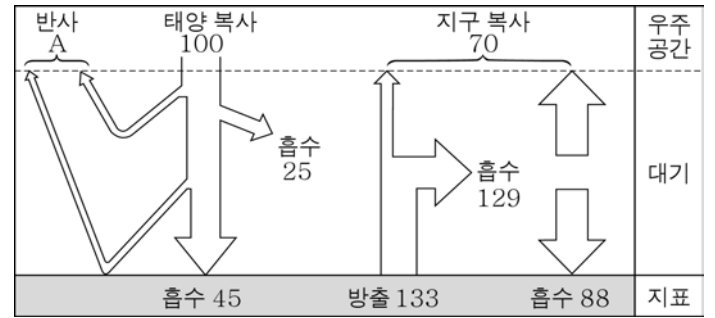 반사
A
태양 복사
100
지구 복사
70
우주
공간
흡수
25
흡수
129
대기
흡수 45
방출 133
흡수 88
지표